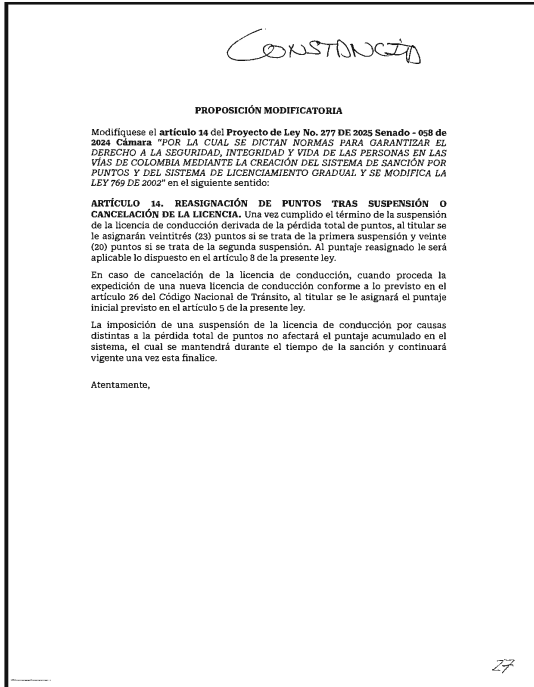 CONSTANCIA
PROPOSICIÓN MODIFICATORIA
Modifíquese el artículo 14 del Proyecto de Ley No. 277 DE 2025 Senado - 058 de
2024 Cámara "POR LA CUAL SE DICTAN NORMAS PARA GARANTIZAR EL
DERECHO A LA SEGURIDAD, INTEGRIDAD Y VIDA DE LAS PERSONAS EN LAS
VÍAS DE COLOMBIA MEDIANTE LA CREACIÓN DEL SISTEMA DE SANCIÓN POR
PUNTOS Y DEL SISTEMA DE LICENCIAMIENTO GRADUAL Y SE MODIFICA LA
LEY 769 DE 2002" en el siguiente sentido:
ARTÍCULO 14. REASIGNACIÓN DE PUNTOS TRAS SUSPENSIÓN O
CANCELACIÓN DE LA LICENCIA. Una vez cumplido el término de la suspensión
de la licencia de conducción derivada de la pérdida total de puntos, al titular se
le asignarán veintitrés (23) puntos si se trata de la primera suspensión y veinte
(20) puntos si se trata de la segunda suspensión. Al puntaje reasignado le será
aplicable lo dispuesto en el artículo 8 de la presente ley.
En caso de cancelación de la licencia de conducción, cuando proceda la
expedición de una nueva licencia de conducción conforme a lo previsto en el
artículo 26 del Código Nacional de Tránsito, al titular se le asignará el puntaje
inicial previsto en el artículo 5 de la presente ley.
La imposición de una suspensión de la licencia de conducción por causas
distintas a la pérdida total de puntos no afectará el puntaje acumulado en el
sistema, el cual se mantendrá durante el tiempo de la sanción y continuará
vigente una vez esta finalice.
Atentamente,
27